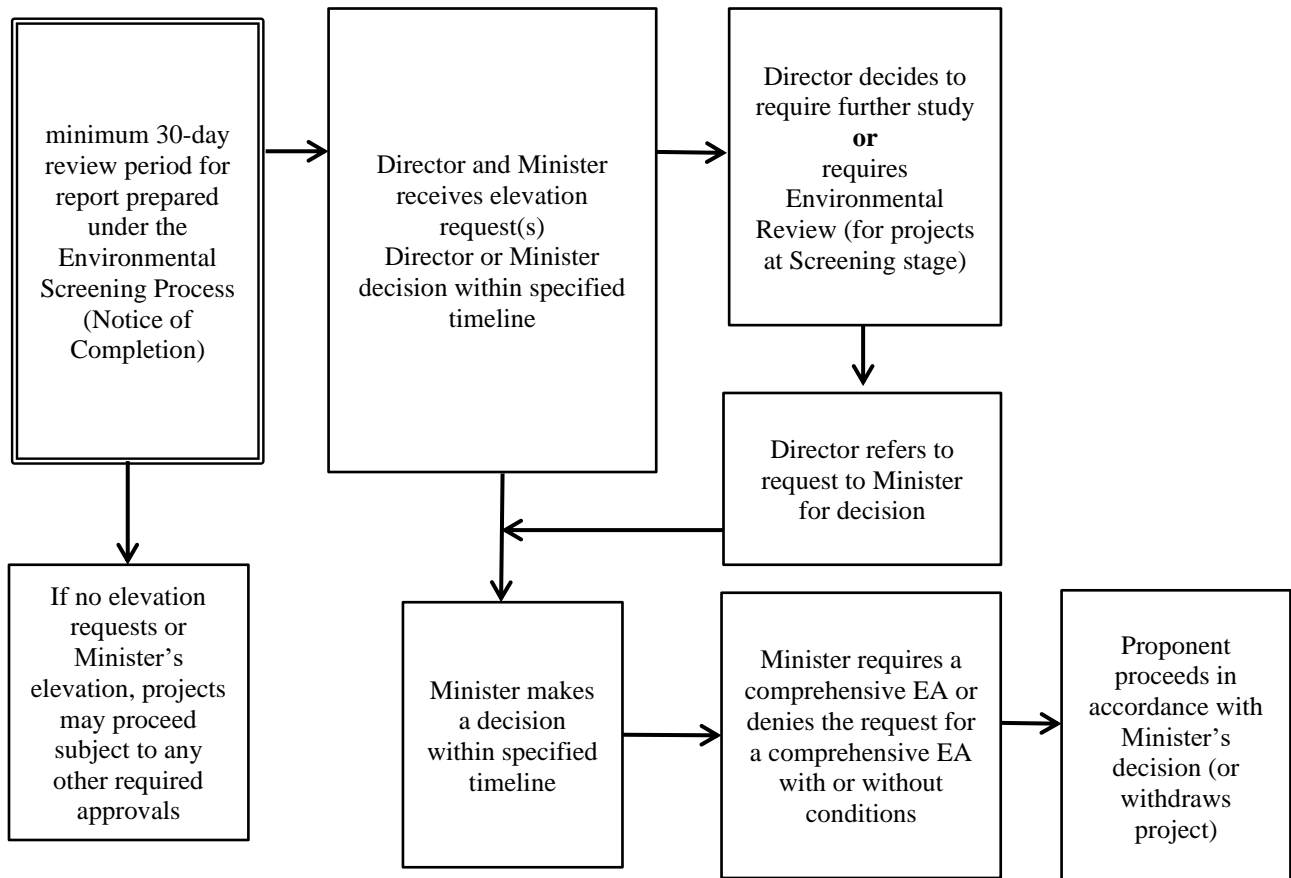 minimum 30-day
review period for
report prepared
under the
Environmental
Screening Process
(Notice of
Completion)
Director and Minister
receives elevation
request(s)
Director or Minister
decision within specified
timeline
Director decides to
require further study
or
requires
Environmental
Review (for projects
at Screening stage)
Director refers to
request to Minister
for decision
If no elevation
requests or
Minister’s
elevation, projects
may proceed
subject to any
other required
approvals
Minister makes
a decision
within specified
timeline
Minister requires a
comprehensive EA or
denies the request for
a comprehensive EA
with or without
conditions
Proponent
proceeds in
accordance with
Minister’s
decision (or
withdraws
project)